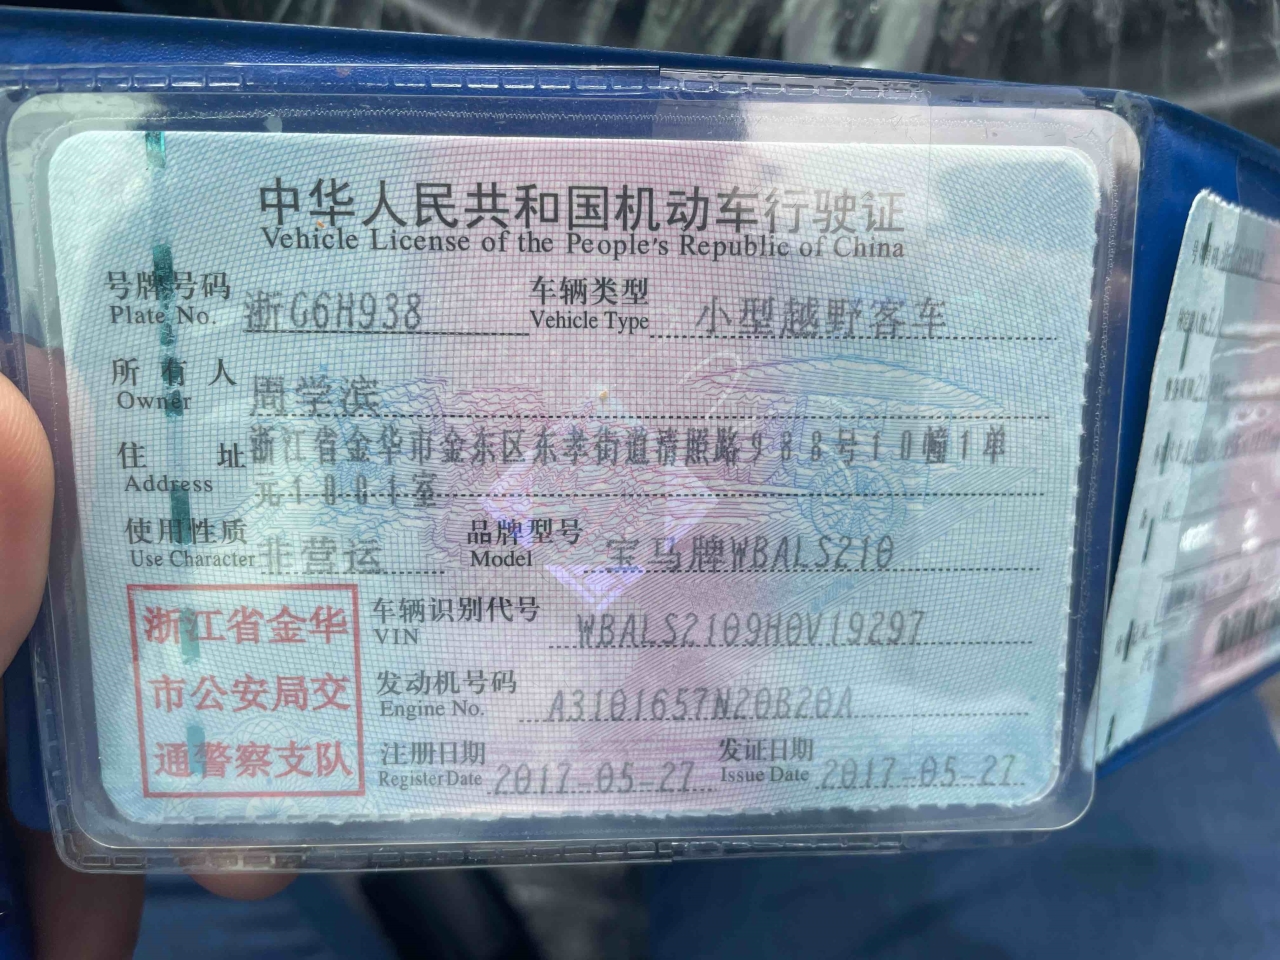 中华人民共和国机动车行驶证
Vehicle License of the People's Republic of China
号牌号码 浙G6H938 车辆类型 小型越野客车
Plate No. Vehicle Type
所有人 周学滨
Owner
住址 浙江省金华市金东区东孝街道清照路988号10幢1单
Address 元1001室
使用性质 非营运 品牌型号 宝马牌WBALS210
Use Character Model
浙江省金华
市公安局交
通警察支队
车辆识别代号 WBALS2109H0V19297
VIN
发动机号码 A3101657N20B20A
Engine No.
注册日期 2017-05-27 发证日期 2017-05-27
Register Date Issue Date